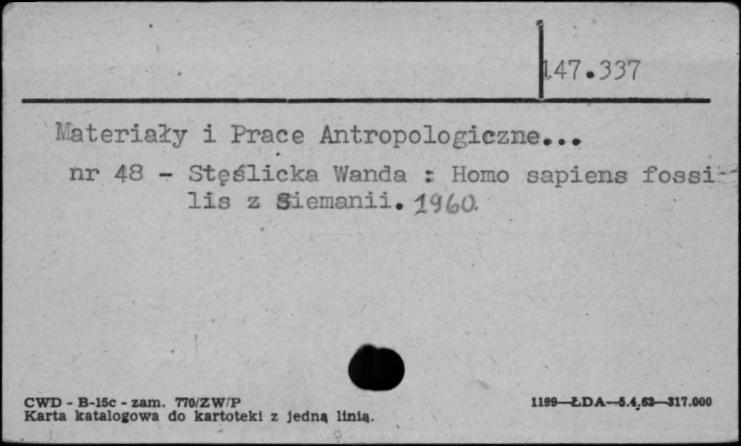 147.337
Materiały i Prace Antropologiczne...
nr 48 - Stęślicka Wanda : Homo sapiens fossi-
lis z Siemanii. 1960.
CWD - B-15c - zam. 770/ZW/P
Karta katalogowa do kartoteki z jedną linią.
1199—ŁDA—5.4.62—317.000